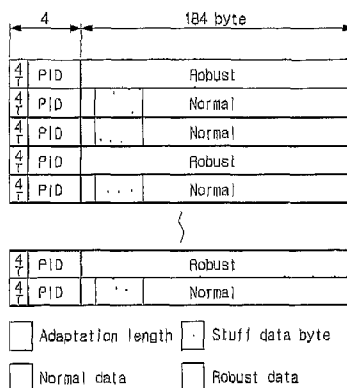 4 184 byte
4/T PID Robust
4/T PID Normal
4/T PID Normal
4/T PID Robust
4/T PID Normal
4/T PID Robust
4/T PID Normal
Adaptation length Stuff data byte
Normal data Robust data